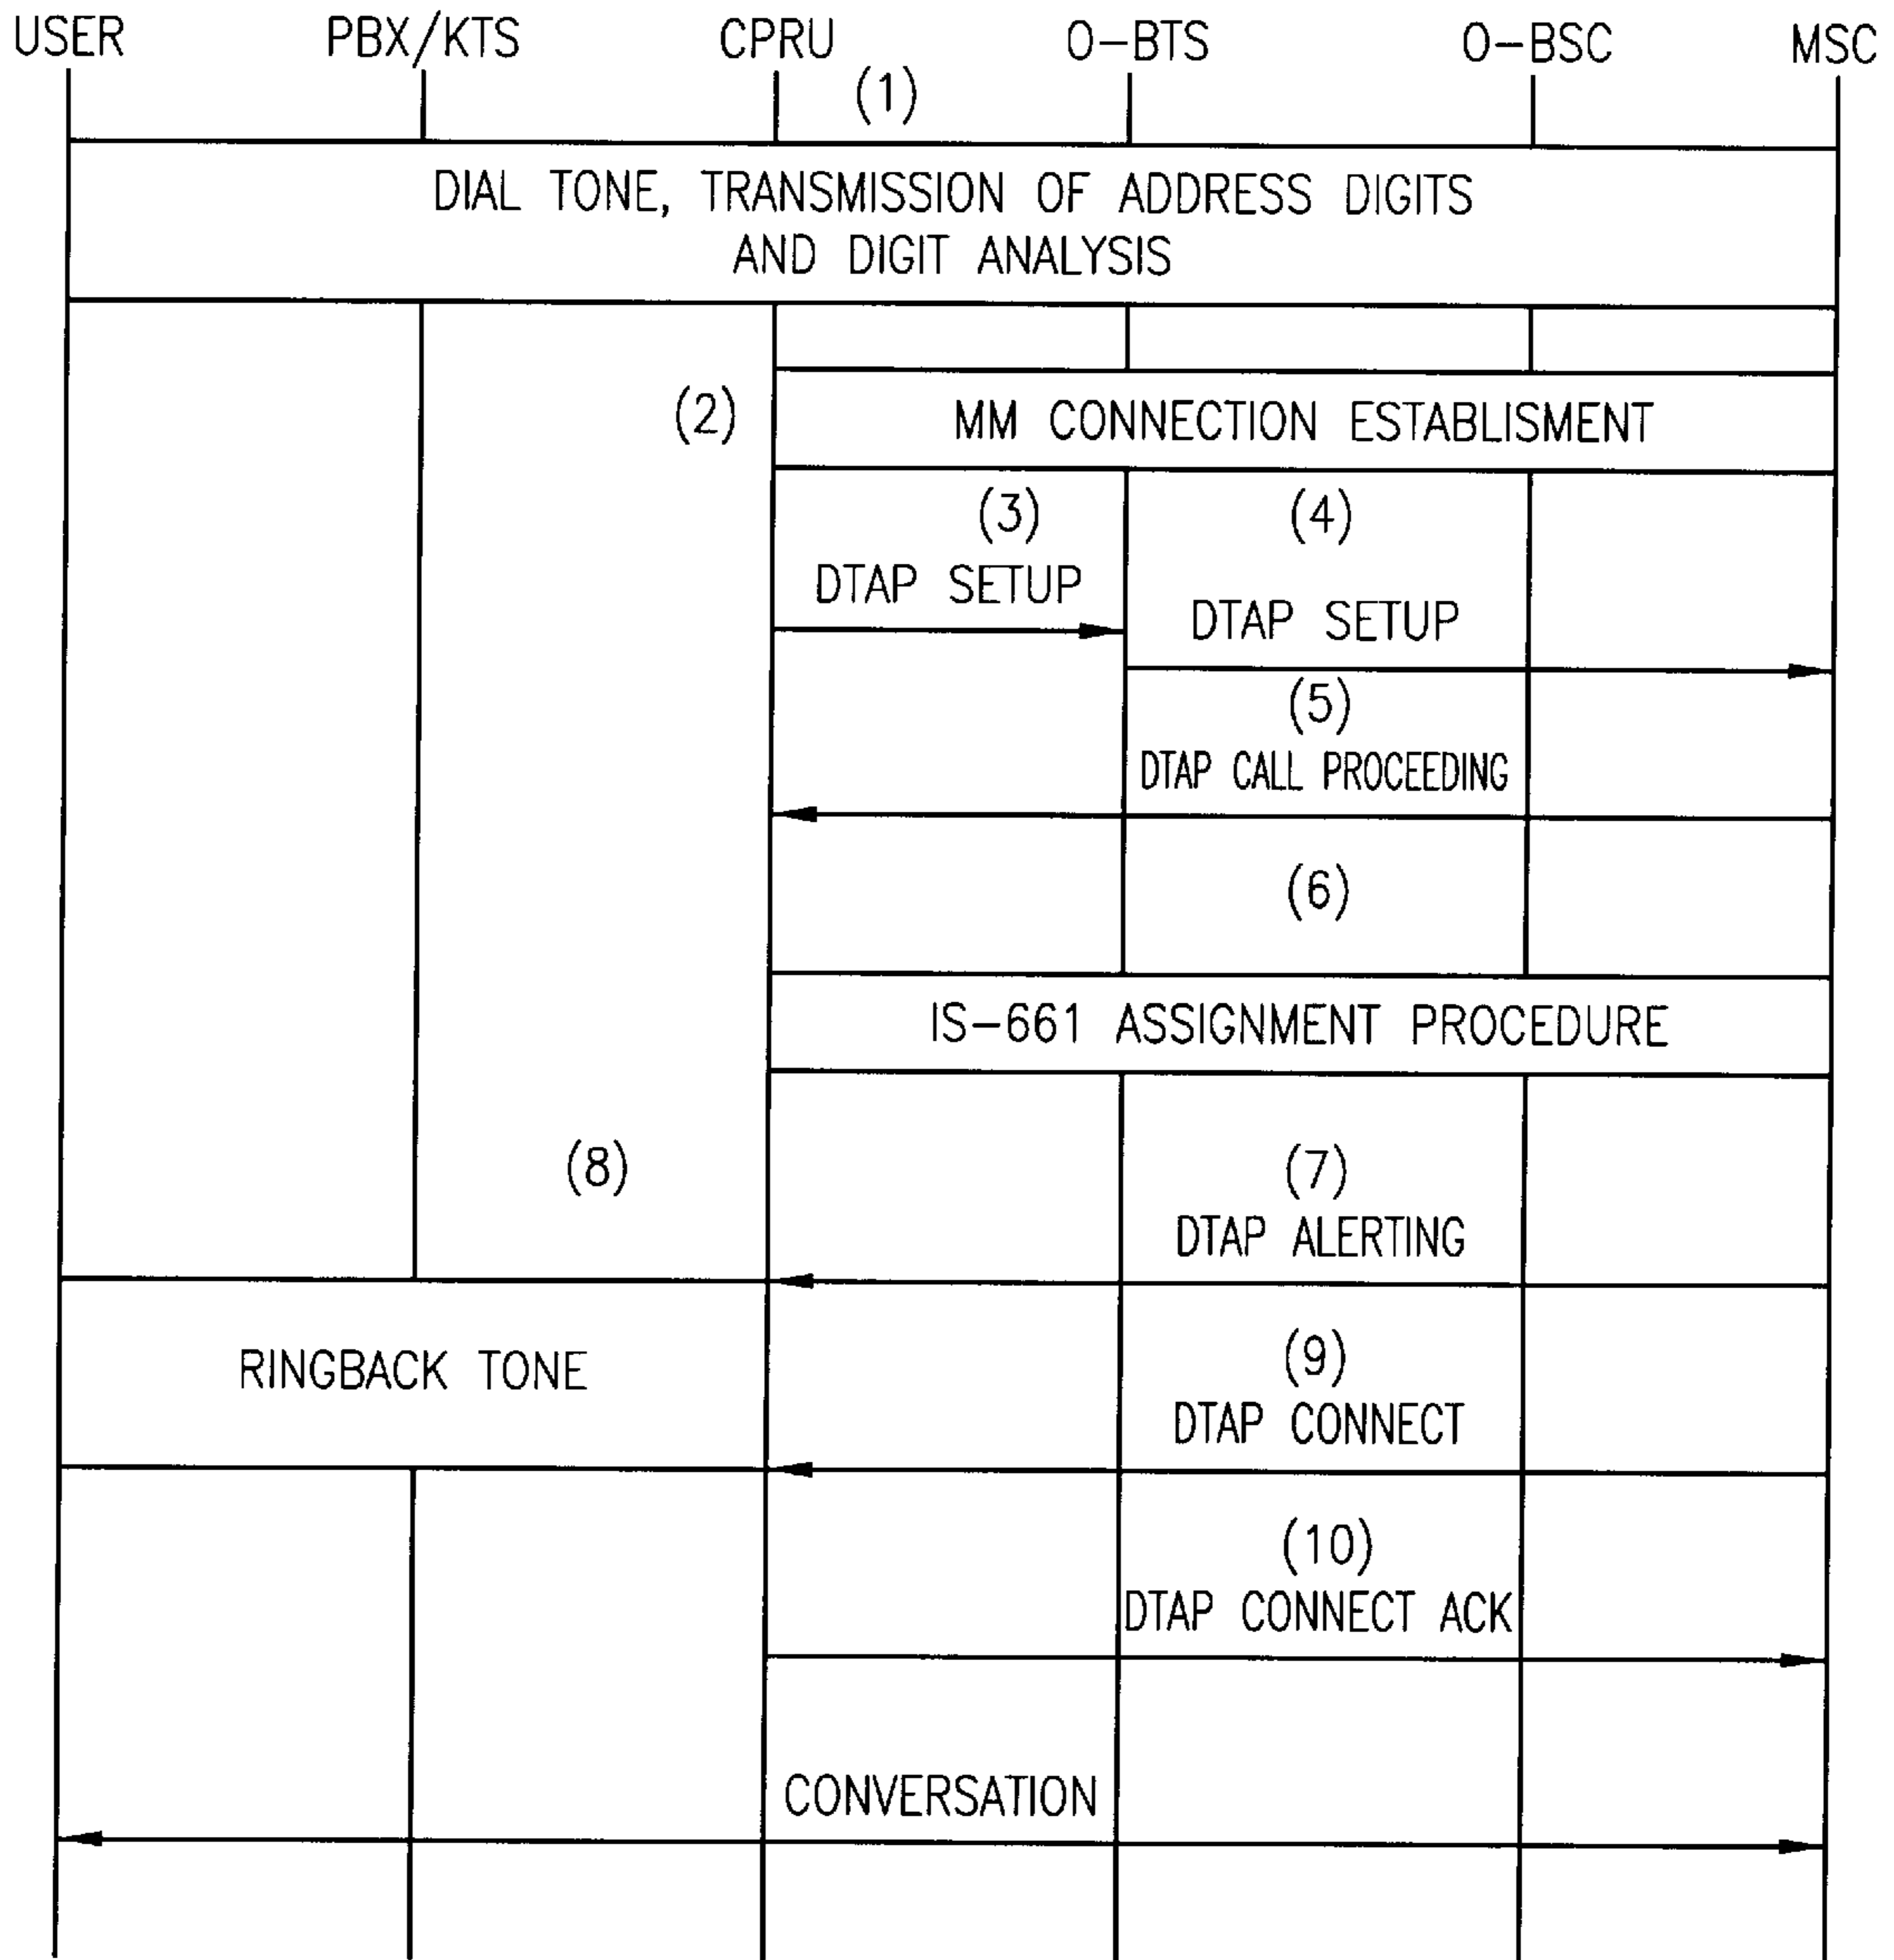 USER PBX/KTS CPRU O-BTS O-BSC MSC
(1)
DIAL TONE, TRANSMISSION OF ADDRESS DIGITS
AND DIGIT ANALYSIS
(2)
MM CONNECTION ESTABLISMENT
(3)
DTAP SETUP
(4)
DTAP SETUP
(5)
DTAP CALL PROCEEDING
(6)
IS-661 ASSIGNMENT PROCEDURE
(7)
DTAP ALERTING
(8)
RINGBACK TONE
(9)
DTAP CONNECT
(10)
DTAP CONNECT ACK
CONVERSATION